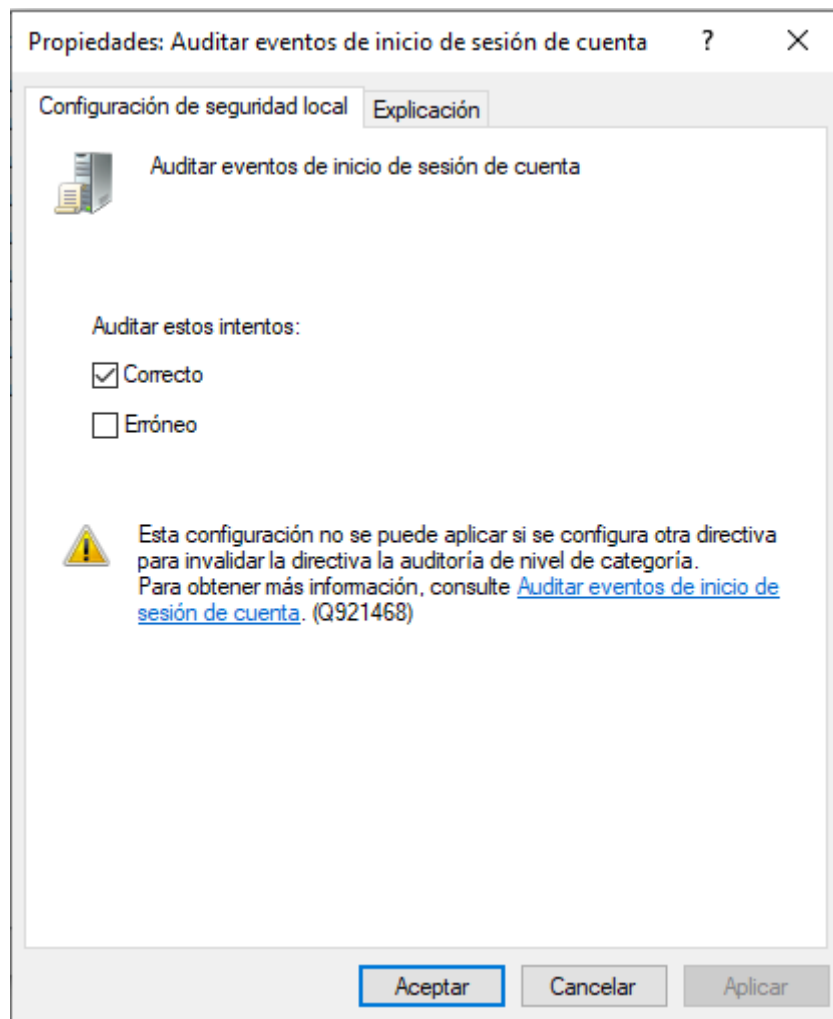 Propiedades: Auditar eventos de inicio de sesión de cuenta ?
Configuración de seguridad local Explicación
Auditar eventos de inicio de sesión de cuenta
Auditar estos intentos:
Correcto
Erróneo
Esta configuración no se puede aplicar si se configura otra directiva
para invalidar la directiva la auditoría de nivel de categoría.
Para obtener más información, consulte Auditar eventos de inicio de
sesión de cuenta. (Q921468)
Aceptar Cancelar Aplicar